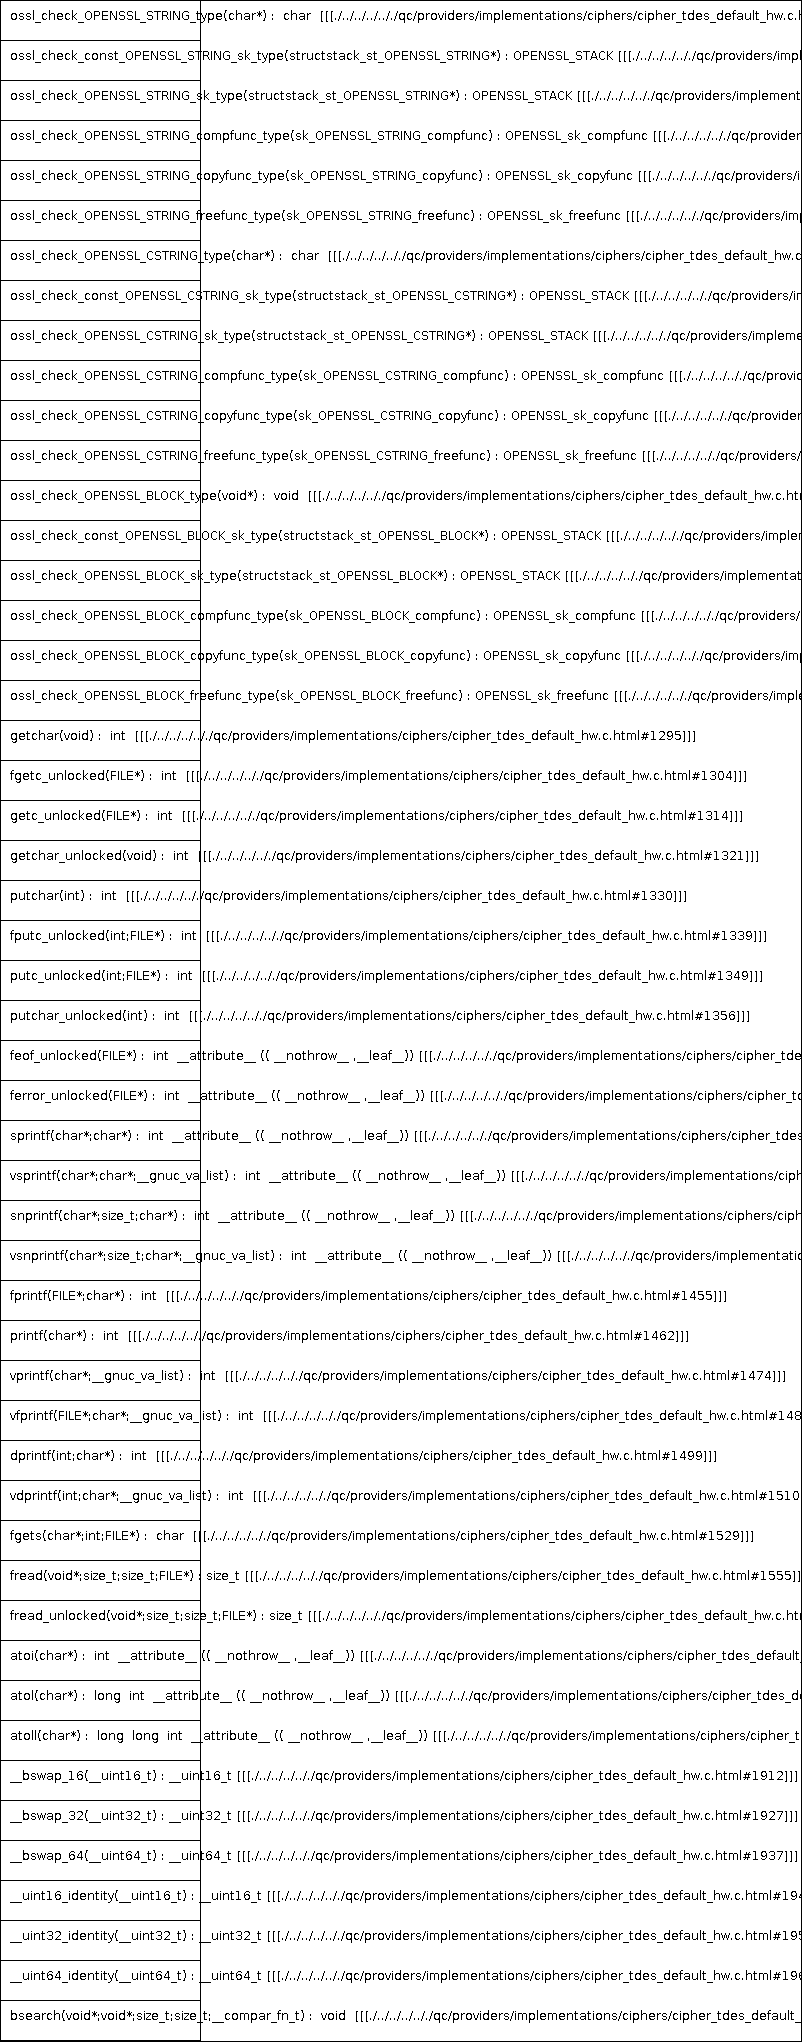 ossl_check_OPENSSL_STRING_type(char*) : char [[[./../../../../../qc/providers/implementations/ciphers/cipher_tdes_default_hw.c.h
ossl_check_const_OPENSSL_STRING_sk_type(structstack_st_OPENSSL_STRING*) : OPENSSL_STACK [[[./../../../../../qc/providers/impl
ossl_check_OPENSSL_STRING_sk_type(structstack_st_OPENSSL_STRING*) : OPENSSL_STACK [[[./../../../../../qc/providers/implement
ossl_check_OPENSSL_STRING_compfunc_type(sk_OPENSSL_STRING_compfunc) : OPENSSL_sk_compfunc [[[./../../../../../qc/provider
ossl_check_OPENSSL_STRING_copyfunc_type(sk_OPENSSL_STRING_copyfunc) : OPENSSL_sk_copyfunc [[[./../../../../../qc/providers/i
ossl_check_OPENSSL_STRING_freefunc_type(sk_OPENSSL_STRING_freefunc) : OPENSSL_sk_freefunc [[[./../../../../../qc/providers/imp
ossl_check_OPENSSL_CSTRING_type(char*) : char [[[./../../../../../qc/providers/implementations/ciphers/cipher_tdes_default_hw.c
ossl_check_const_OPENSSL_CSTRING_sk_type(structstack_st_OPENSSL_CSTRING*) : OPENSSL_STACK [[[./../../../../../qc/providers/in
ossl_check_OPENSSL_CSTRING_sk_type(structstack_st_OPENSSL_CSTRING*) : OPENSSL_STACK [[[./../../../../../qc/providers/impleme
ossl_check_OPENSSL_CSTRING_compfunc_type(sk_OPENSSL_CSTRING_compfunc) : OPENSSL_sk_compfunc [[[./../../../../../qc/provid
ossl_check_OPENSSL_CSTRING_copyfunc_type(sk_OPENSSL_CSTRING_copyfunc) : OPENSSL_sk_copyfunc [[[./../../../../../qc/provider
ossl_check_OPENSSL_CSTRING_freefunc_type(sk_OPENSSL_CSTRING_freefunc) : OPENSSL_sk_freefunc [[[./../../../../../qc/providers/
ossl_check_OPENSSL_BLOCK_type(void*) : void [[[./../../../../../qc/providers/implementations/ciphers/cipher_tdes_default_hw.c.ht
ossl_check_const_OPENSSL_BLOCK_sk_type(structstack_st_OPENSSL_BLOCK*) : OPENSSL_STACK [[[./../../../../../qc/providers/implen
ossl_check_OPENSSL_BLOCK_sk_type(structstack_st_OPENSSL_BLOCK*) : OPENSSL_STACK [[[./../../../../../qc/providers/implementat
ossl_check_OPENSSL_BLOCK_compfunc_type(sk_OPENSSL_BLOCK_compfunc) : OPENSSL_sk_compfunc [[[./../../../../../qc/providers/
ossl_check_OPENSSL_BLOCK_copyfunc_type(sk_OPENSSL_BLOCK_copyfunc) : OPENSSL_sk_copyfunc [[[./../../../../../qc/providers/imp
ossl_check_OPENSSL_BLOCK_freefunc_type(sk_OPENSSL_BLOCK_freefunc) : OPENSSL_sk_freefunc [[[./../../../../../qc/providers/imple
getchar(void) : int [[[./../../../../../qc/providers/implementations/ciphers/cipher_tdes_default_hw.c.html#1295]]]
fgetc_unlocked(FILE*) : int [[[./../../../../../qc/providers/implementations/ciphers/cipher_tdes_default_hw.c.html#1304]]]
getc_unlocked(FILE*) : int [[[./../../../../../qc/providers/implementations/ciphers/cipher_tdes_default_hw.c.html#1314]]]
getchar_unlocked(void) : int [[[./../../../../../qc/providers/implementations/ciphers/cipher_tdes_default_hw.c.html#1321]]]
putchar(int) : int [[[./../../../../../qc/providers/implementations/ciphers/cipher_tdes_default_hw.c.html#1330]]]
fputc_unlocked(int;FILE*) : int [[[./../../../../../qc/providers/implementations/ciphers/cipher_tdes_default_hw.c.html#1339]]]
putc_unlocked(int;FILE*) : int [[[./../../../../../qc/providers/implementations/ciphers/cipher_tdes_default_hw.c.html#1349]]]
putchar_unlocked(int) : int [[[./../../../../../qc/providers/implementations/ciphers/cipher_tdes_default_hw.c.html#1356]]]
feof_unlocked(FILE*) : int __attribute__ (( __nothrow__ ,__leaf__)) [[[./../../../../../qc/providers/implementations/ciphers/cipher_tde
ferror_unlocked(FILE*) : int __attribute__ (( __nothrow__ ,__leaf__)) [[[./../../../../../qc/providers/implementations/ciphers/cipher_td
sprintf(char*;char*) : int __attribute__ (( __nothrow__ ,__leaf__)) [[[./../../../../../qc/providers/implementations/ciphers/cipher_tdes
vsprintf(char*;char*;__gnuc_va_list) : int __attribute__ (( __nothrow__ ,__leaf__)) [[[./../../../../../qc/providers/implementations/ciph
snprintf(char*;size_t;char*) : int __attribute__ (( __nothrow__ ,__leaf__)) [[[./../../../../../qc/providers/implementations/ciphers/ciph
vsnprintf(char*;size_t;char*;__gnuc_va_list) : int __attribute__ (( __nothrow__ ,__leaf__)) [[[./../../../../../qc/providers/implementatio
fprintf(FILE*;char*) : int [[[./../../../../../qc/providers/implementations/ciphers/cipher_tdes_default_hw.c.html#1455]]]
printf(char*) : int [[[./../../../../../qc/providers/implementations/ciphers/cipher_tdes_default_hw.c.html#1462]]]
vprintf(char*;__gnuc_va_list) : int [[[./../../../../../qc/providers/implementations/ciphers/cipher_tdes_default_hw.c.html#1474]]]
vfprintf(FILE*;char*;__gnuc_va_list) : int [[[./../../../../../qc/providers/implementations/ciphers/cipher_tdes_default_hw.c.html#148
dprintf(int;char*) : int [[[./../../../../../qc/providers/implementations/ciphers/cipher_tdes_default_hw.c.html#1499]]]
vdprintf(int;char*;__gnuc_va_list) : int [[[./../../../../../qc/providers/implementations/ciphers/cipher_tdes_default_hw.c.html#1510
fgets(char*;int;FILE*) : char [[[./../../../../../qc/providers/implementations/ciphers/cipher_tdes_default_hw.c.html#1529]]]
fread(void*;size_t;size_t;FILE*) : size_t [[[./../../../../../qc/providers/implementations/ciphers/cipher_tdes_default_hw.c.html#1555]]
fread_unlocked(void*;size_t;size_t;FILE*) : size_t [[[./../../../../../qc/providers/implementations/ciphers/cipher_tdes_default_hw.c.ht
atoi(char*) : int __attribute__ (( __nothrow__ ,__leaf__)) [[[./../../../../../qc/providers/implementations/ciphers/cipher_tdes_default_
atol(char*) : long int __attribute__ (( __nothrow__ ,__leaf__)) [[[./../../../../../qc/providers/implementations/ciphers/cipher_tdes_de
atoll(char*) : long long int __attribute__ (( __nothrow__ ,__leaf__)) [[[./../../../../../qc/providers/implementations/ciphers/cipher_t
__bswap_16(__uint16_t) : __uint16_t [[[./../../../../../qc/providers/implementations/ciphers/cipher_tdes_default_hw.c.html#1912]]]
__bswap_32(__uint32_t) : __uint32_t [[[./../../../../../qc/providers/implementations/ciphers/cipher_tdes_default_hw.c.html#1927]]]
__bswap_64(__uint64_t) : __uint64_t [[[./../../../../../qc/providers/implementations/ciphers/cipher_tdes_default_hw.c.html#1937]]]
__uint16_identity(__uint16_t) : __uint16_t [[[./../../../../../qc/providers/implementations/ciphers/cipher_tdes_default_hw.c.html#194
__uint32_identity(__uint32_t) : __uint32_t [[[./../../../../../qc/providers/implementations/ciphers/cipher_tdes_default_hw.c.html#195
__uint64_identity(__uint64_t) : __uint64_t [[[./../../../../../qc/providers/implementations/ciphers/cipher_tdes_default_hw.c.html#196
bsearch(void*;void*;size_t;size_t;__compar_fn_t) : void [[[./../../../../../qc/providers/implementations/ciphers/cipher_tdes_default_